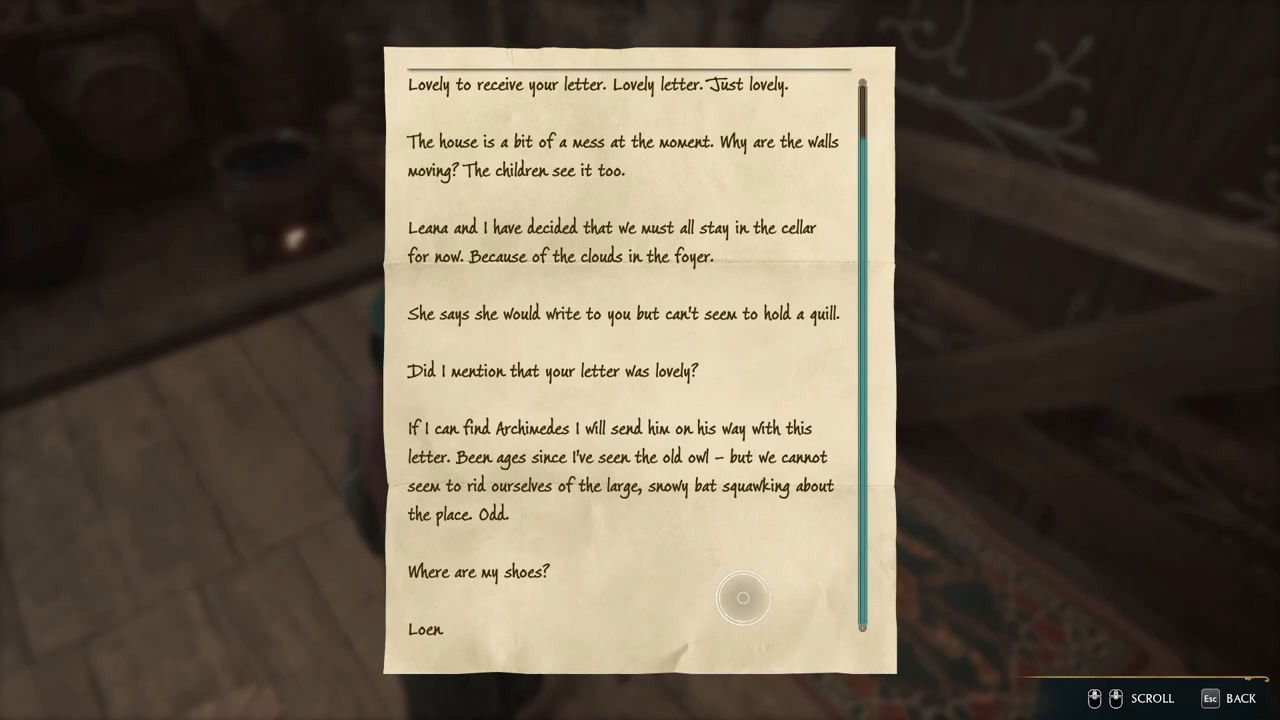 Lovely to receive your letter. Lovely letter. Just lovely.
The house is a bit of a mess at the moment. Why are the walls
moving? The children see it too.
Leana and I have decided that we must all stay in the cellar
for now. Because of the clouds in the foyer.
She says she would write to you but can't seem to hold a quill.
Did I mention that your letter was lovely?
If I can find Archimedes I will send him on his way with this
letter. Been ages since I've seen the old owl – but we cannot
seem to rid ourselves of the large, snowy bat squawking about
the place. Odd.
Where are my shoes?
Loen
SCROLL
Esc BACK